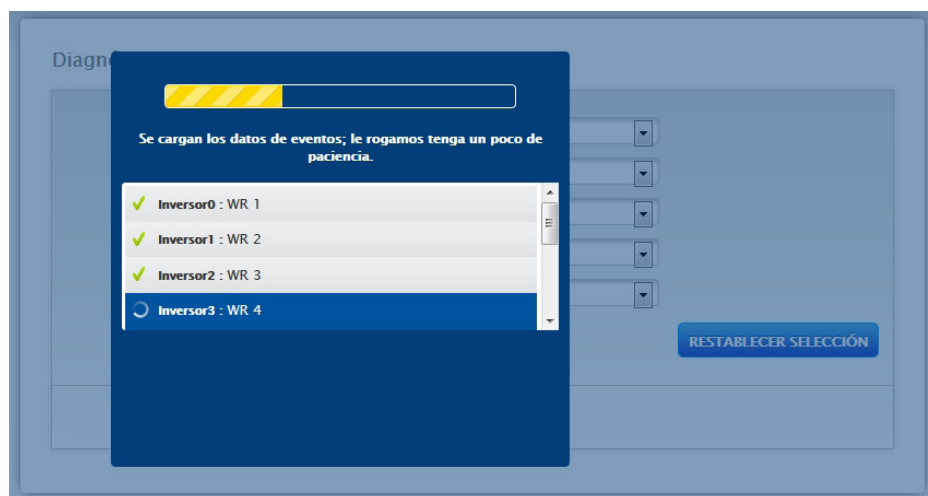 Se cargan los datos de eventos; le rogamos tenga un poco de
paciencia.
Inversor0 : WR 1
Inversor1 : WR 2
Inversor2 : WR 3
Inversor3 : WR 4
RESTABLECER SELECCIÓN